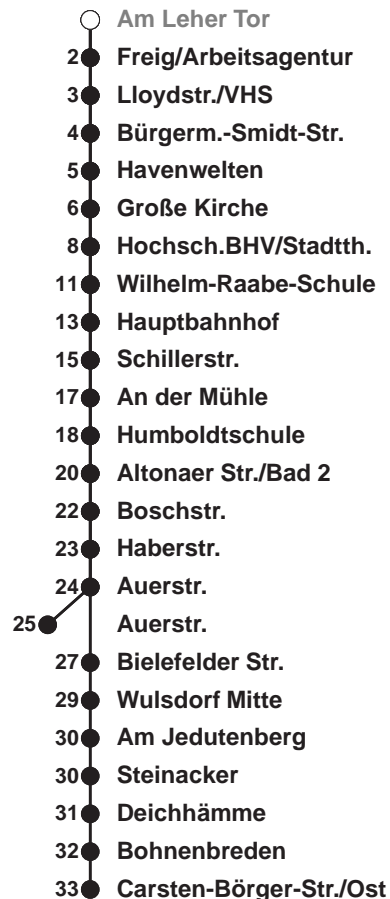 Am Leher Tor
2 Freig/Arbeitsagentur
3 Lloydstr./VHS
4 Bürgerm.-Smidt-Str.
5 Havenwelten
6 Große Kirche
8 Hochsch.BHV/Stadtth.
11 Wilhelm-Raabe-Schule
13 Hauptbahnhof
15 Schillerstr.
17 An der Mühle
18 Humboldtschule
20 Altonaer Str./Bad 2
22 Boschstr.
23 Haberstr.
24 Auerstr.
25 Auerstr.
27 Bielefelder Str.
29 Wulsdorf Mitte
30 Am Jedutenberg
30 Steinacker
31 Deichhämme
32 Bohnenbreden
33 Carsten-Börger-Str./Ost